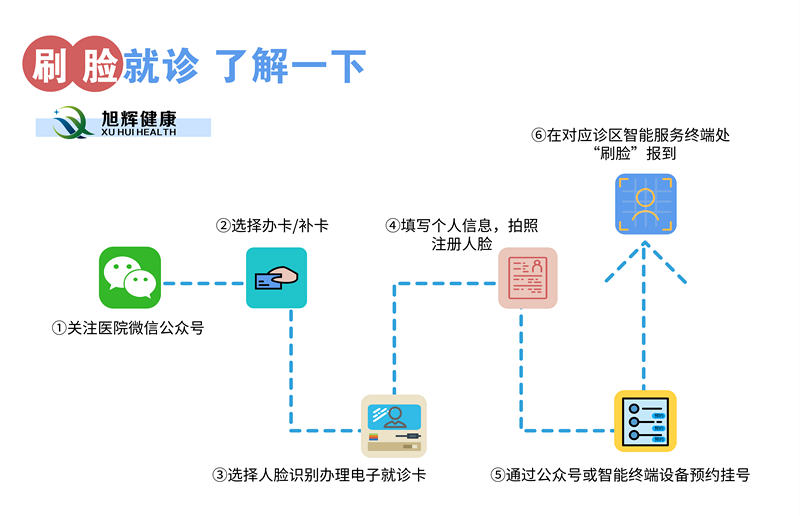 刷脸就诊 了解一下
旭辉健康
XU HUI HEALTH
⑥在对应诊区智能服务终端处
“刷脸”报到
②选择办卡/补卡
④填写个人信息，拍照
注册人脸
①关注医院微信公众号
③选择人脸识别办理电子就诊卡
⑤通过公众号或智能终端设备预约挂号